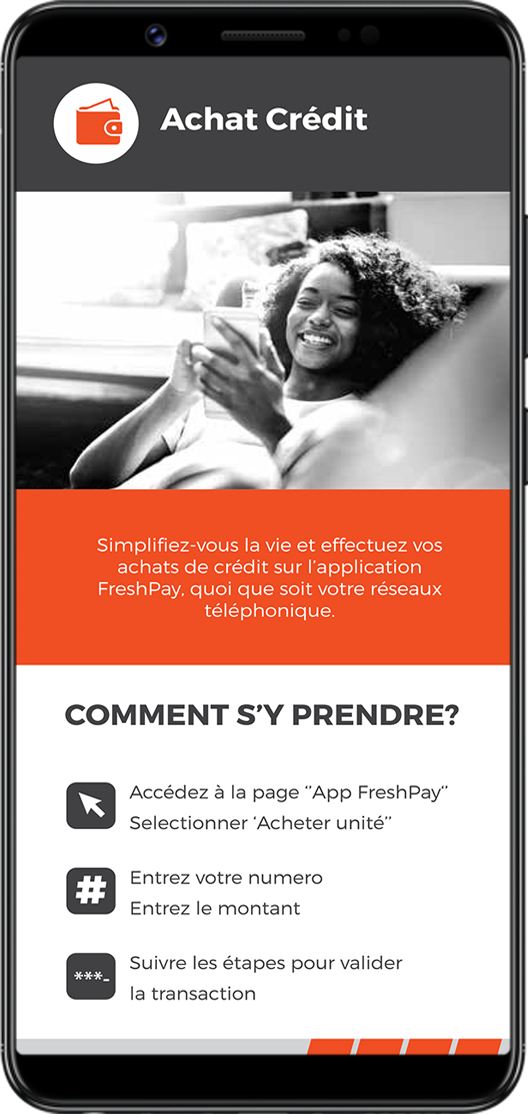 Achat Crédit
Simplifiez-vous la vie et effectuez vos
achats de crédit sur l'application
FreshPay, quoi que soit votre réseaux
téléphonique.
COMMENT S'Y PRENDRE?
Accédez à la page ‘’App FreshPay’’
Selectionner ‘Acheter unité’’
#
Entrez votre numero
Entrez le montant
***-
Suivre les étapes pour valider
la transaction